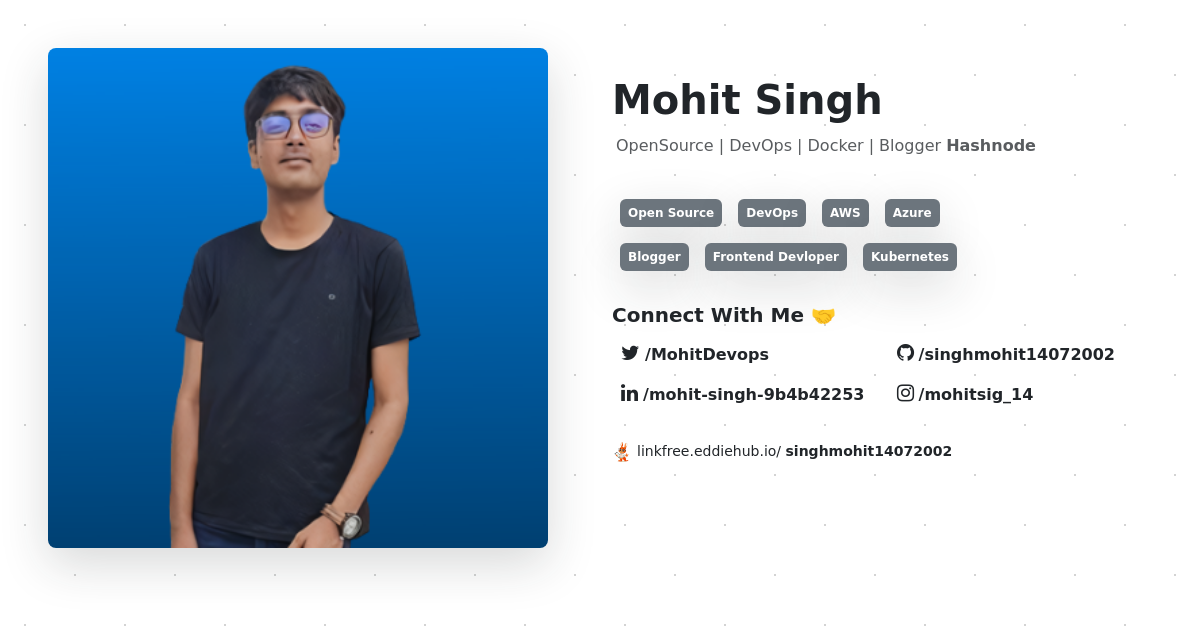 Mohit Singh
OpenSource | DevOps | Docker | Blogger Hashnode
Open Source DevOps AWS Azure
Blogger Frontend Devloper Kubernetes
Connect With Me 🤝
/MohitDevops /singhmohit14072002
/mohit-singh-9b4b42253 /mohitsig_14
linkfree.eddiehub.io/ singhmohit14072002